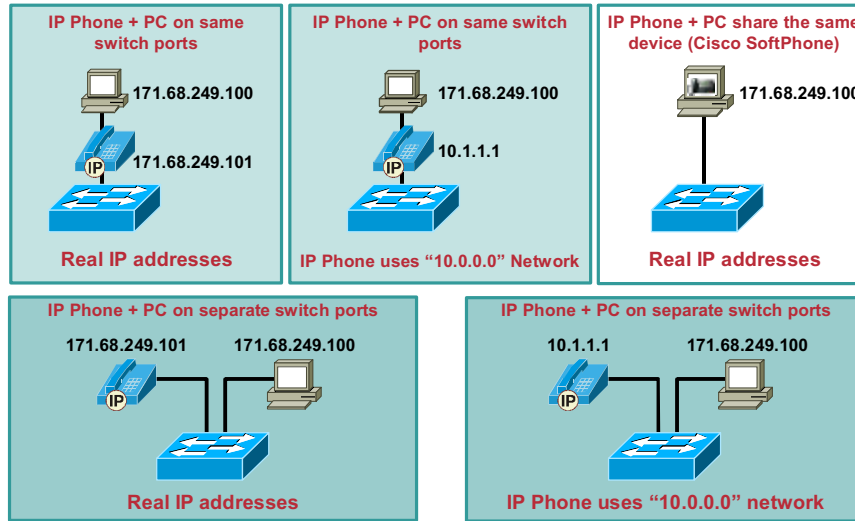 IP Phone + PC on same
switch ports
171.68.249.100
171.68.249.101
IP
Real IP addresses
IP Phone + PC on same switch
ports
171.68.249.100
10.1.1.1
IP
IP Phone uses “10.0.0.0” Network
IP Phone + PC share the same
device (Cisco SoftPhone)
171.68.249.100
Real IP addresses
IP Phone + PC on separate switch ports
171.68.249.101 171.68.249.100
IP
Real IP addresses
IP Phone + PC on separate switch ports
10.1.1.1 171.68.249.100
IP
IP Phone uses “10.0.0.0” network